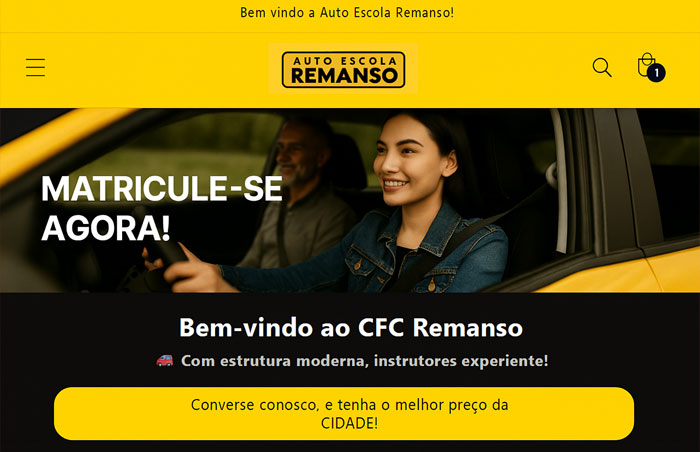 Bem vindo a Auto Escola Remanso!
AUTO ESCOLA
REMANSO
1
MATRICULE-SE
AGORA!
Bem-vindo ao CFC Remanso
🚗 Com estrutura moderna, instrutores experiente!
Converse conosco, e tenha o melhor preço da
CIDADE!